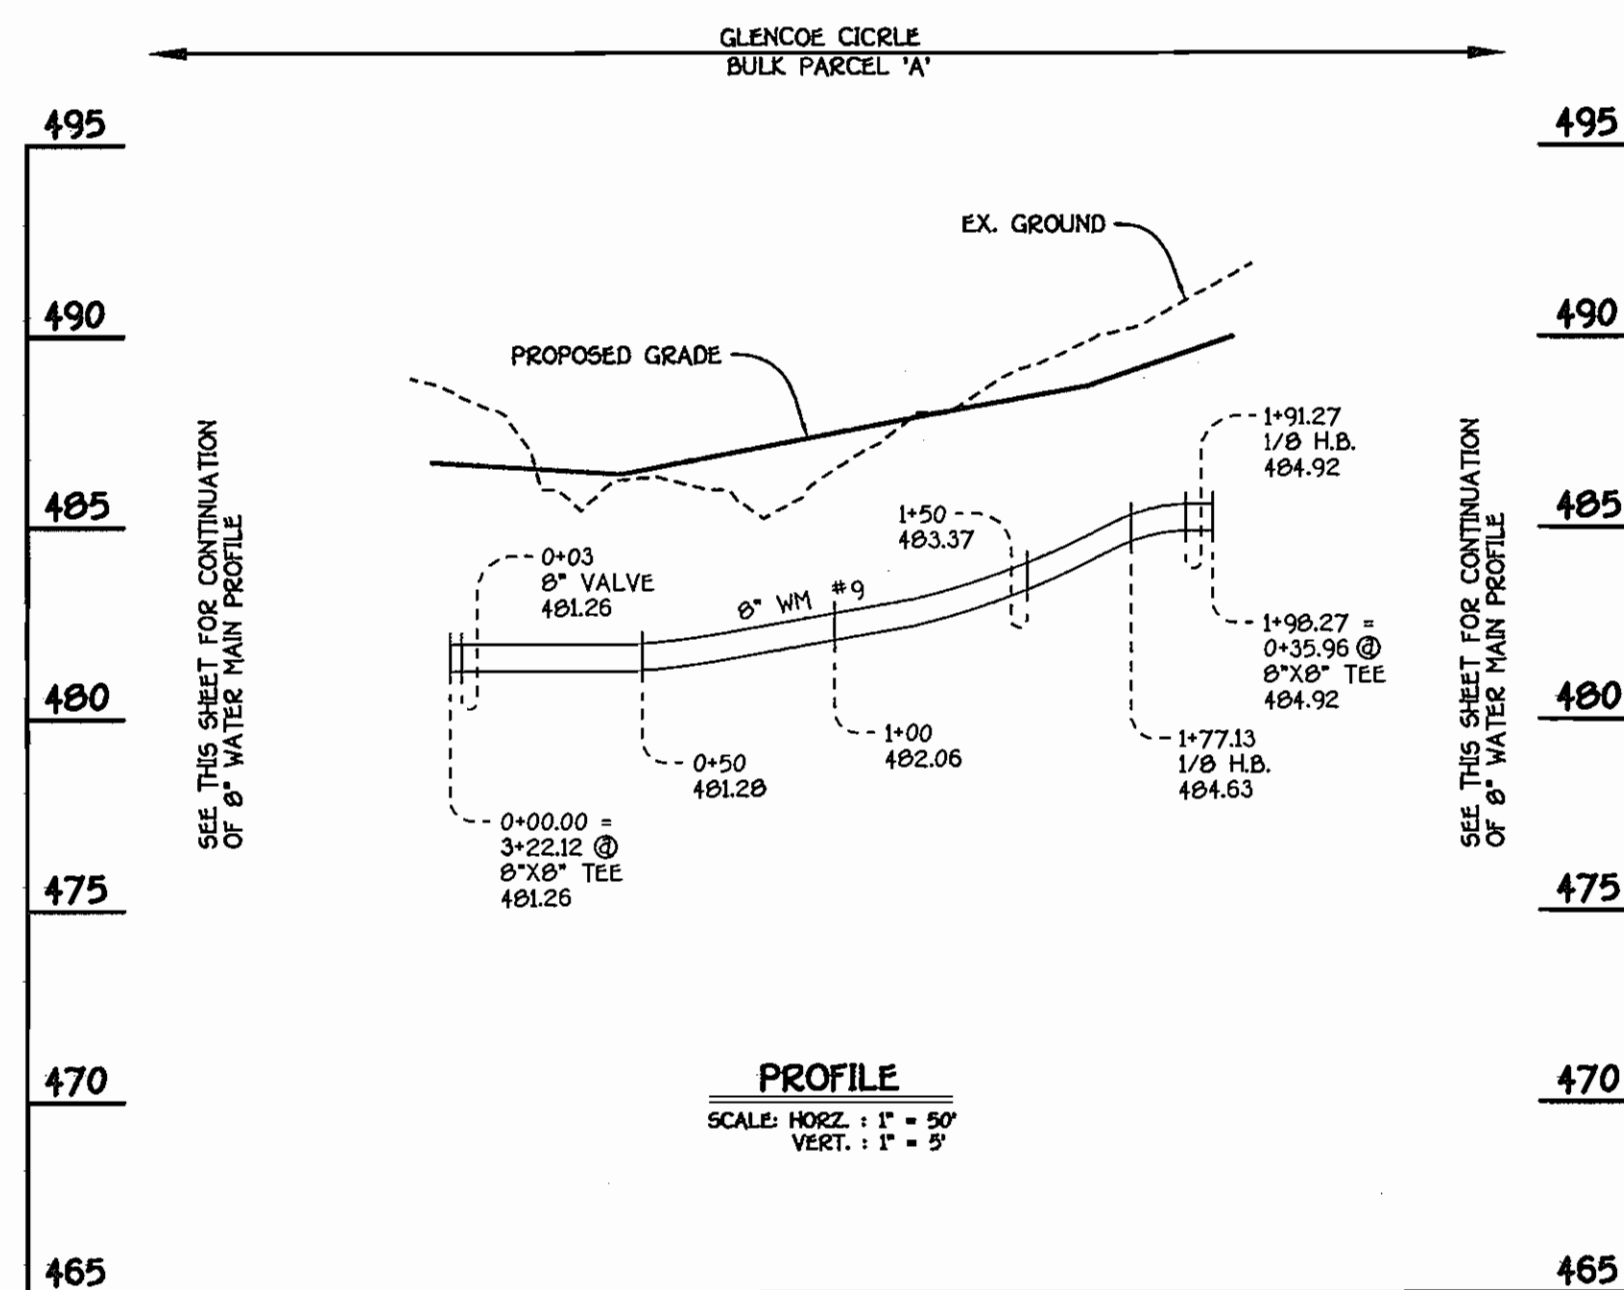 GLENCOE CICRLE
BULK PARCEL 'A'
495
495
EX. GROUND
490
490
PROPOSED GRADE
SEE THIS SHEET FOR CONTINUATION
OF 8" WATER MAIN PROFILE
1+91.27
1/8 H.B.
484.92
SEE THIS SHEET FOR CONTINUATION
OF 8" WATER MAIN PROFILE
485
485
1+50
483.37
0+03
8" VALVE
481.26
8" WM #9
1+98.27 =
0+35.96 @
8"X8" TEE
484.92
480
480
1+00
482.06
1+77.13
1/8 H.B.
484.63
0+50
481.28
0+00.00 =
3+22.12 @
8"X8" TEE
481.26
475
475
470
470
PROFILE
SCALE: HORZ. : 1" = 50'
VERT. : 1" = 5'
465
465